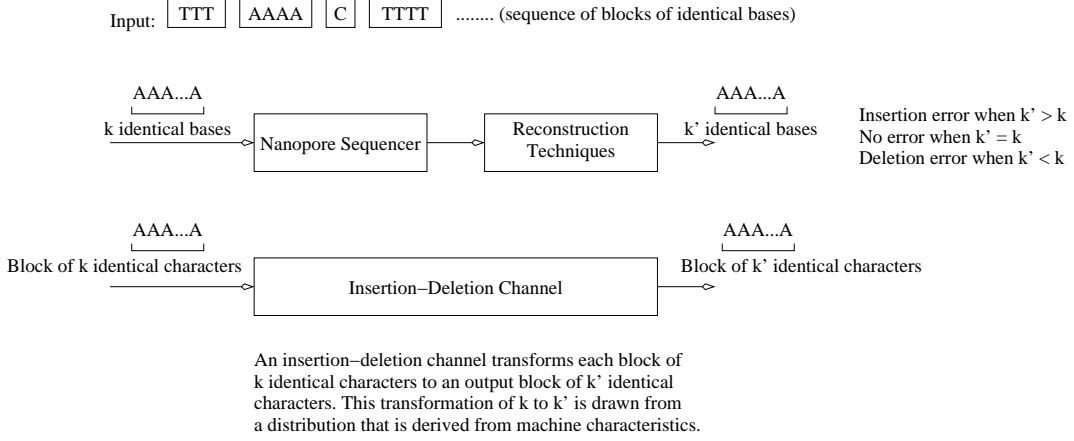 Input: TTT AAAA C TTTT ........ (sequence of blocks of identical bases)
AAA...A
k identical bases
Nanopore Sequencer
Reconstruction
Techniques
AAA...A
k’ identical bases
Insertion error when k’ > k
No error when k’ = k
Deletion error when k’ < k
AAA...A
Block of k identical characters
Insertion−Deletion Channel
AAA...A
Block of k’ identical characters
An insertion−deletion channel transforms each block of
k identical characters to an output block of k’ identical
characters. This transformation of k to k’ is drawn from
a distribution that is derived from machine characteristics.